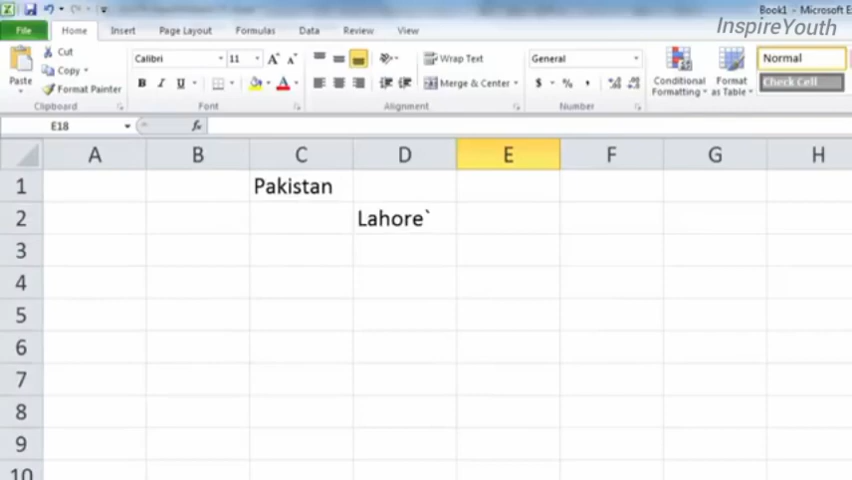 Book1 - Microsoft E
InspireYouth
File Home Insert Page Layout Formulas Data Review View
Paste
Cut
Copy
Format Painter
Clipboard
Calibri 11
B I U
A A
A
Font
Wrap Text
Merge & Center
Alignment
General
$ % ,
Number
Conditional Formatting
Format as Table
Normal
Check Cell
E18 fx
A B C D E F G H
1 Pakistan
2 Lahore`
3
4
5
6
7
8
9
10